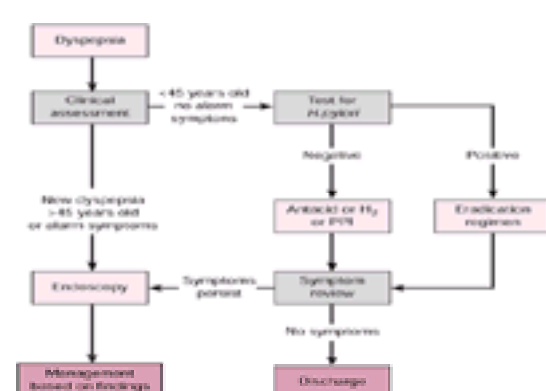 Dyspepsia
Clinical
assessment
<45 years old
no alarm
symptoms
Test for
H.pylori
Negative
Positive
New dyspepsia
>45 years old
or alarm symptoms
Antacid or H₂
or PPI
Eradication
regimen
Endoscopy
Symptoms
persist
Symptom
review
No symptoms
Management
based on findings
Discharge